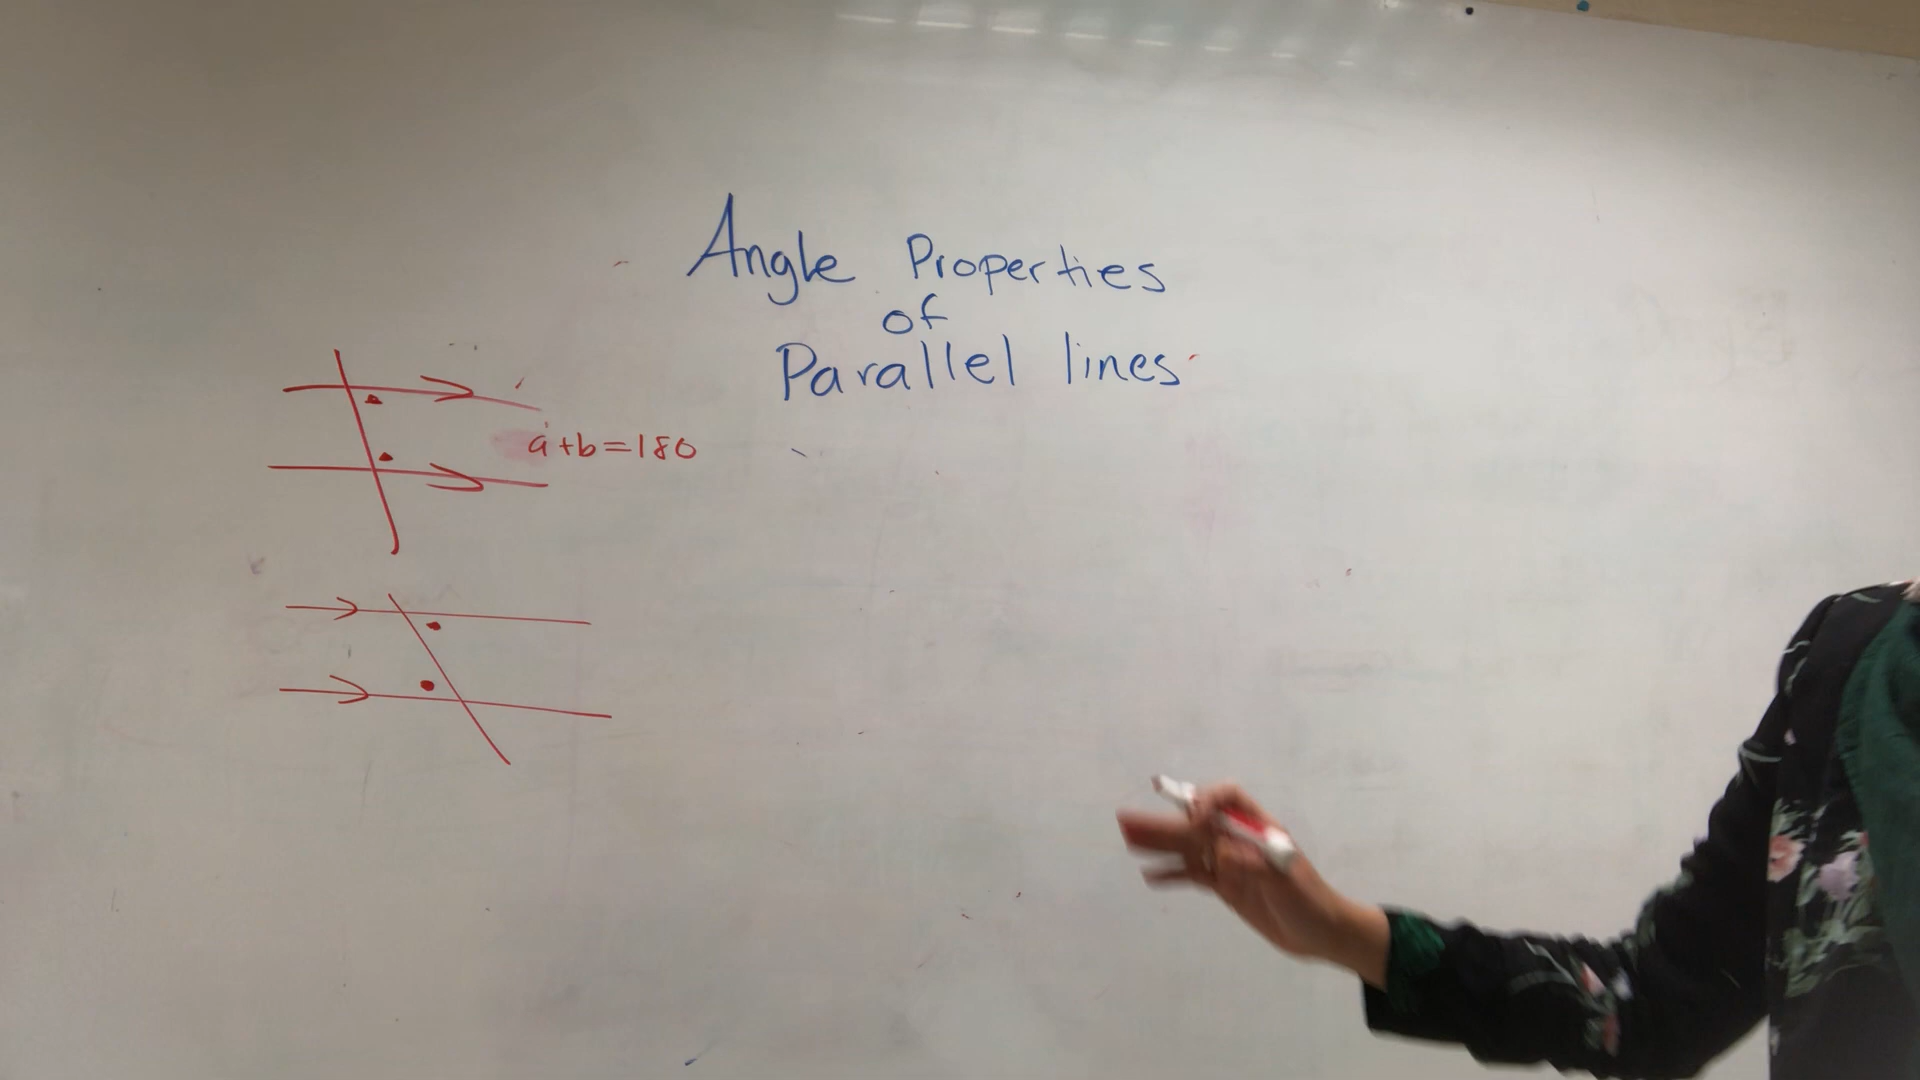 Angle Properties
of
Parallel lines
a+b=180